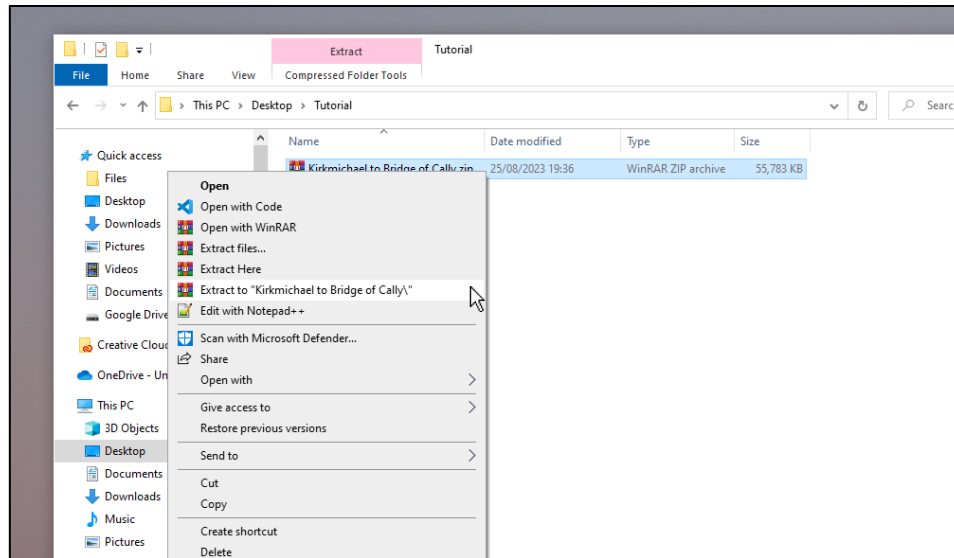 Extract
Tutorial
File
Home
Share
View
Compressed Folder Tools
This PC
Desktop
Tutorial
Searc
Name
Date modified
Type
Size
Kirkmichael to Bridge of Cally.zip
25/08/2023 19:36
WinRAR ZIP archive
55,783 KB
Quick access
Files
Desktop
Downloads
Pictures
Videos
Documents
Google Drive
Creative Cloud
OneDrive - Un
This PC
3D Objects
Desktop
Documents
Downloads
Music
Pictures
Open
Open with Code
Open with WinRAR
Extract files...
Extract Here
Extract to "Kirkmichael to Bridge of Cally\"
Edit with Notepad++
Scan with Microsoft Defender...
Share
Open with
Give access to
Restore previous versions
Send to
Cut
Copy
Create shortcut
Delete